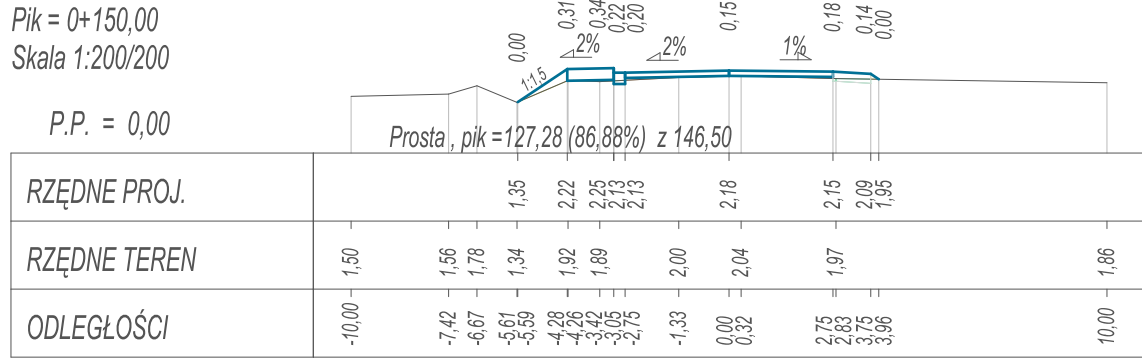 Pik = 0+150,00
Skala 1:200/200
P.P. = 0,00
0,00 0,31 0,34 0,22 0,20 0,15 0,18 0,14 0,00
1:1,5 2% 2% 1%
Prosta , pik =127,28 (86,88%) z 146,50
RZĘDNE PROJ. 1,35 2,22 2,25 2,13 2,13 2,18 2,15 2,09 1,95
RZĘDNE TEREN 1,50 1,56 1,78 1,34 1,92 1,89 2,00 2,04 1,97 1,86
ODLEGŁOŚCI -10,00 -7,42 -6,67 -5,61 -5,59 -4,28 -4,26 -3,42 -3,05 -2,75 -1,33 0,00 0,32 2,75 2,83 3,75 3,96 10,00